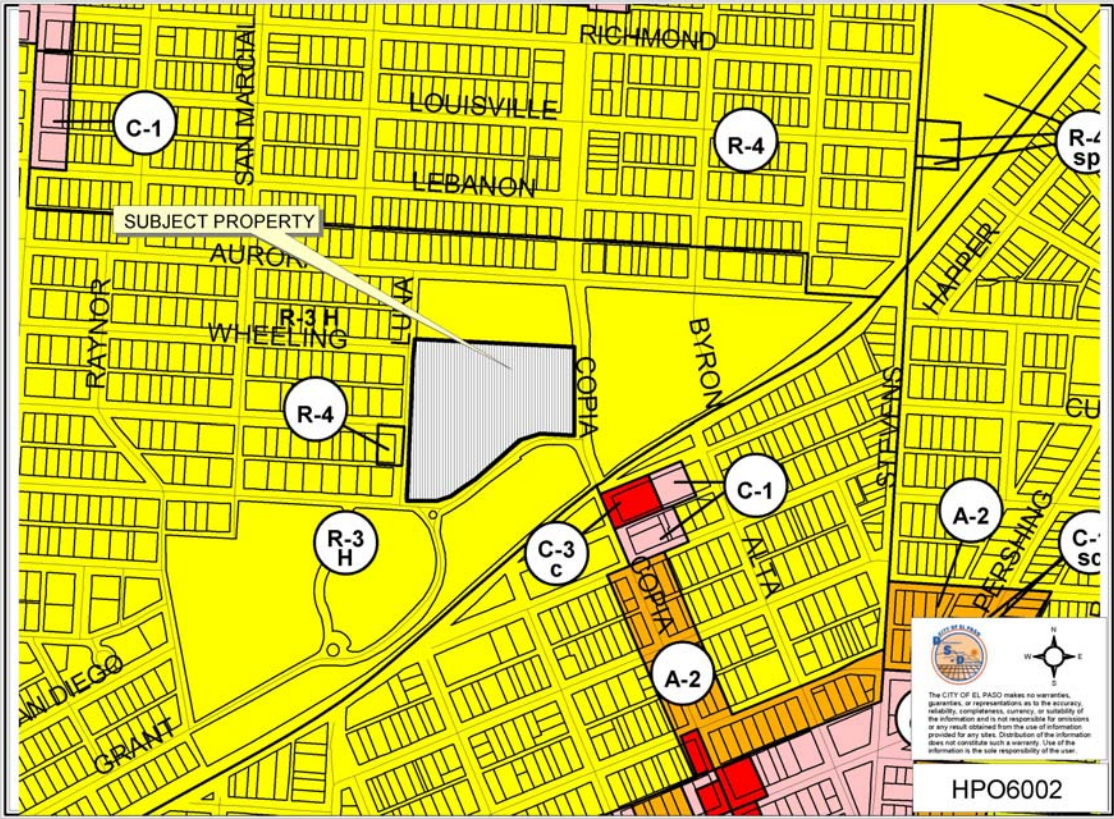 RICHMOND
SAN MARCIAL
LOUISVILLE
C-1
R-4
R-4
sp
LEBANON
SUBJECT PROPERTY
AURORA
HAPPER
RAYNOR
LUNA
R-3 H
WHEELING
BYRON
COPIA
STEVENS
R-4
CU
C-1
A-2
PERSHING
R-3
H
C-3
c
C-1
sc
ALTA
COPIA
CITY OF EL PASO
DS-D
N
W
E
S
A-2
AN DIEGO
GRANT
The CITY OF EL PASO makes no warranties,
guaranties, or representations as to the accuracy,
reliability, completeness, currency, or suitability of
the information and is not responsible for omissions
or any result obtained from the use of information
provided for any sites. Distribution of the information
does not constitute such a warrenty. Use of the
information is the sole responsibility of the user.
HPO6002